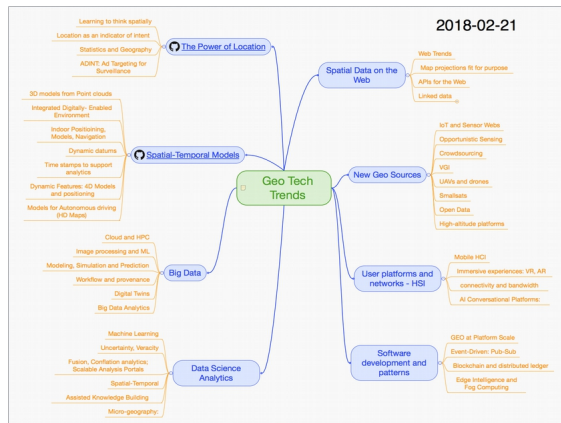 2018-02-21
Geo Tech
Trends
The Power of Location
Learning to think spatially
Location as an indicator of intent
Statistics and Geography
ADINT: Ad Targeting for
Surveillance
Spatial-Temporal Models
3D models from Point clouds
Integrated Digitally- Enabled
Environment
Indoor Positioining,
Models, Navigation
Dynamic datums
Time stamps to support
analytics
Dynamic Features: 4D Models
and positioning
Models for Autonomous driving
(HD Maps)
Big Data
Cloud and HPC
Image processing and ML
Modeling, Simulation and Prediction
Workflow and provenance
Digital Twins
Big Data Analytics
Data Science
Analytics
Machine Learning
Uncertainty, Veracity
Fusion, Conflation analytics;
Scalable Analysis Portals
Spatial-Temporal
Assisted Knowledge Building
Micro-geography:
Spatial Data on the
Web
Web Trends
Map projections fit for purpose
APIs for the Web
Linked data
New Geo Sources
IoT and Sensor Webs
Opportunistic Sensing
Crowdsourcing
VGI
UAVs and drones
Smallsats
Open Data
High-altitude platforms
User platforms and
networks - HSI
Mobile HCI
Immersive experiences: VR, AR
connectivity and bandwidth
AI Conversational Platforms:
Software
development and
patterns
GEO at Platform Scale
Event-Driven: Pub-Sub
Blockchain and distributed ledger
Edge Intelligence and
Fog Computing